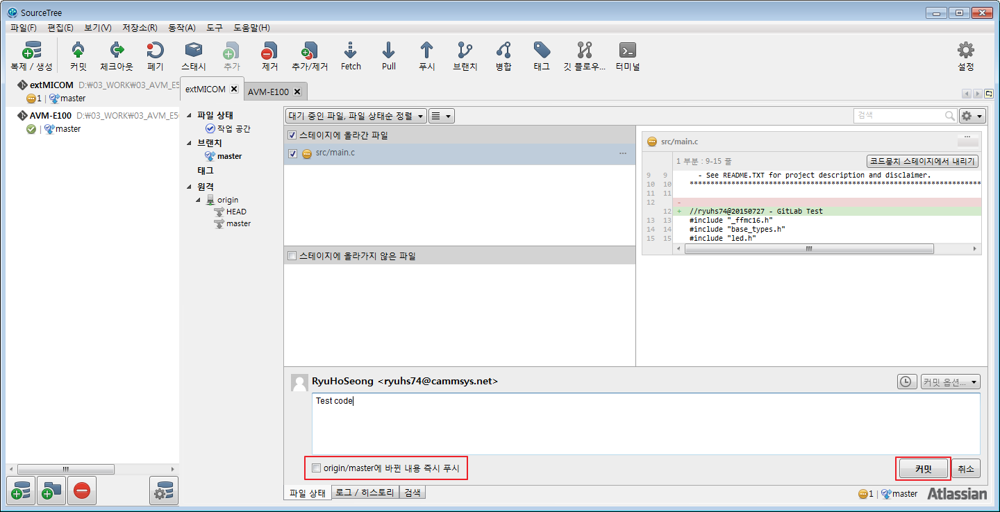 SourceTree
파일(F) 편집(E) 보기(V) 저장소(R) 동작(A) 도구 도움말(H)
복제 / 생성 커밋 체크아웃 폐기 스태시 추가 제거 추가/제거 Fetch Pull 푸시 브랜치 병합 태그 깃 플로우... 터미널 설정
extMICOM D:₩03_WORK₩03_AVM_E5
1 | master
AVM-E100 D:₩03_WORK₩03_AVM_E5
| master
extMICOM AVM-E100
파일 상태
작업 공간
브랜치
master
태그
원격
origin
HEAD
master
대기 중인 파일, 파일 상태순 정렬
검색
스테이지에 올라간 파일
src/main.c ...
스테이지에 올라가지 않은 파일
src/main.c ...
1 부분 : 9-15 줄 코드뭉치 스테이지에서 내리기
9 9 - See README.TXT for project description and disclaimer.
10 10 **********************************************************************
11 11
12 -
12 + //ryuhs74@20150727 - GitLab Test
13 13 #include "_ffmc16.h"
14 14 #include "base_types.h"
15 15 #include "led.h"
RyuHoSeong <ryuhs74@cammsys.net> 커밋 옵션...
Test code
origin/master에 바뀐 내용 즉시 푸시 커밋 취소
파일 상태 로그 / 히스토리 검색 1 | master Atlassian